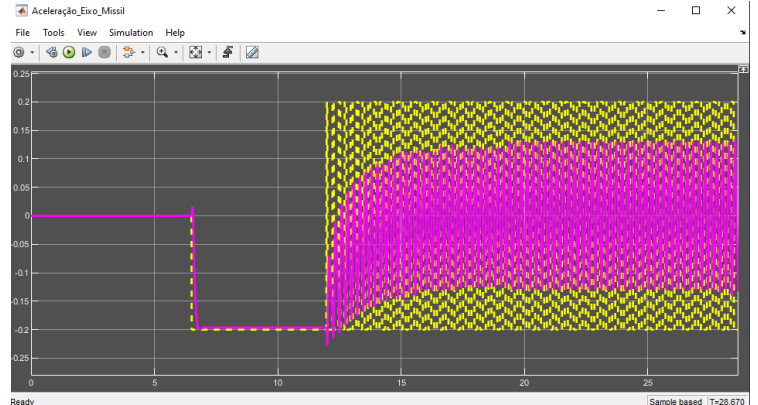 Aceleração_Eixo_Missil
File Tools View Simulation Help
0.25
0.2
0.15
0.1
0.05
0
-0.05
-0.1
-0.15
-0.2
-0.25
0 5 10 15 20 25
Ready Sample based T=28.670